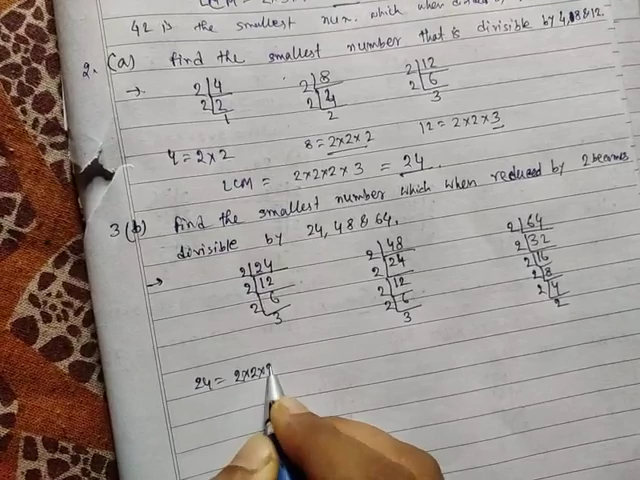 42 is the smallest num. which when
2. (a) Find the smallest number that is divisible by 4, 8 & 12.
→ 2|4 2|8 2|12
2|2 2|4 2|6
1 2 3
4 = 2×2 8 = 2×2×2 12 = 2×2×3
LCM = 2×2×2×3 = 24.
3 (b) Find the smallest number which when reduced by 2 becomes
divisible by 24, 48 & 64.
→ 2|24 2|48 2|64
2|12 2|24 2|32
2|6 2|12 2|16
3 2|6 2|8
3 2|4
2
24 = 2×2×2